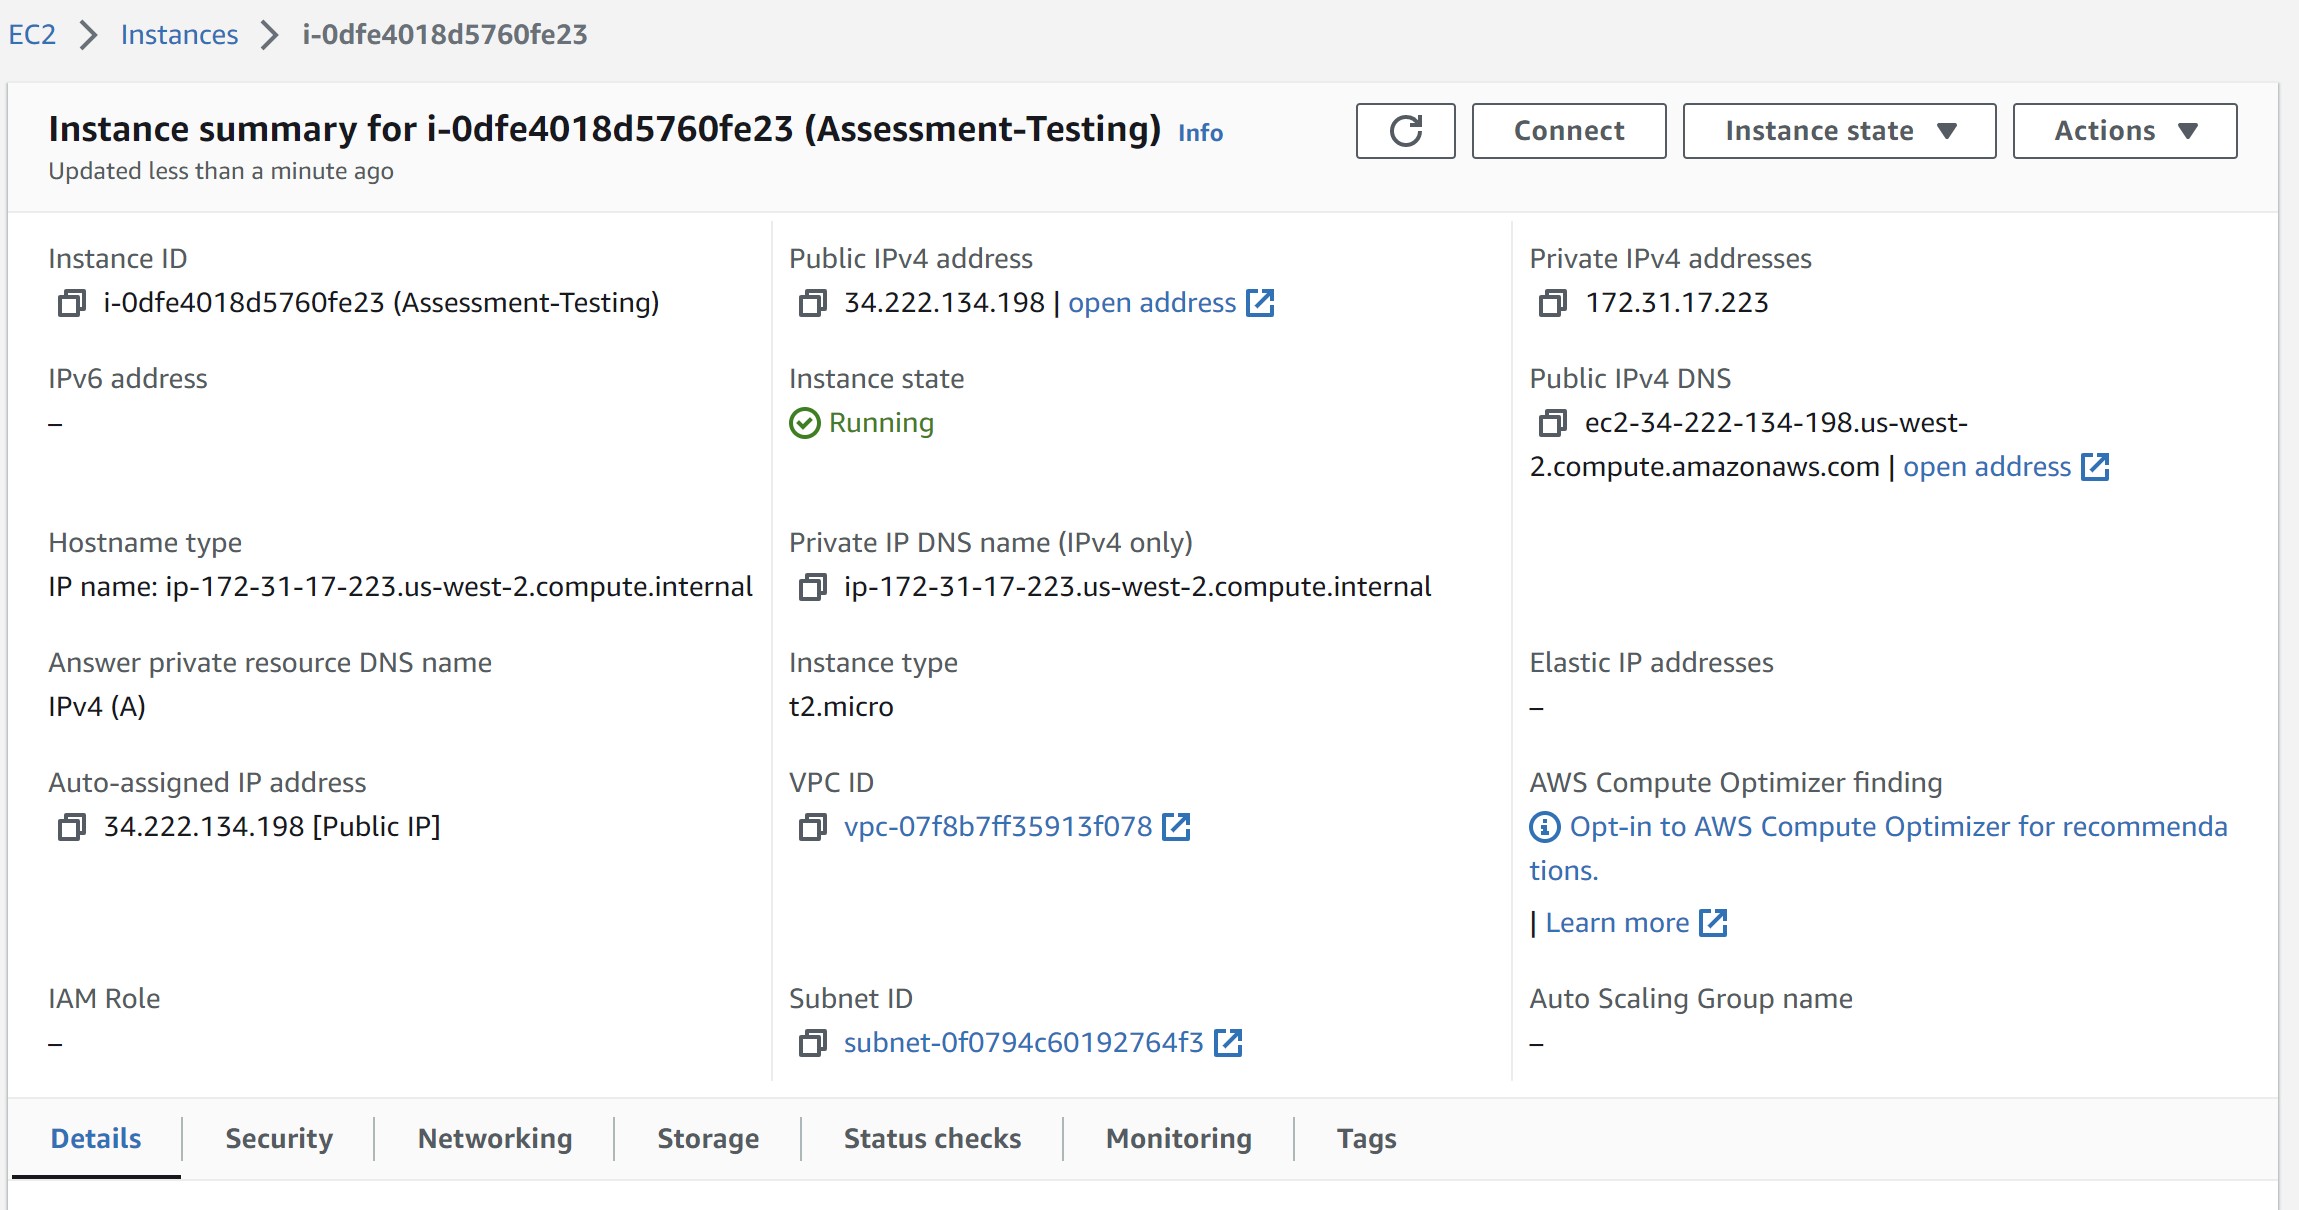 EC2 Instances i-0dfe4018d5760fe23
Instance summary for i-0dfe4018d5760fe23 (Assessment-Testing) Info
Updated less than a minute ago
Connect
Instance state
Actions
Instance ID
i-0dfe4018d5760fe23 (Assessment-Testing)
Public IPv4 address
34.222.134.198 | open address
Private IPv4 addresses
172.31.17.223
IPv6 address
–
Instance state
Running
Public IPv4 DNS
ec2-34-222-134-198.us-west-
2.compute.amazonaws.com | open address
Hostname type
IP name: ip-172-31-17-223.us-west-2.compute.internal
Private IP DNS name (IPv4 only)
ip-172-31-17-223.us-west-2.compute.internal
Answer private resource DNS name
IPv4 (A)
Instance type
t2.micro
Elastic IP addresses
–
Auto-assigned IP address
34.222.134.198 [Public IP]
VPC ID
vpc-07f8b7ff35913f078
AWS Compute Optimizer finding
Opt-in to AWS Compute Optimizer for recommenda
tions.
| Learn more
IAM Role
–
Subnet ID
subnet-0f0794c60192764f3
Auto Scaling Group name
–
Details
Security
Networking
Storage
Status checks
Monitoring
Tags